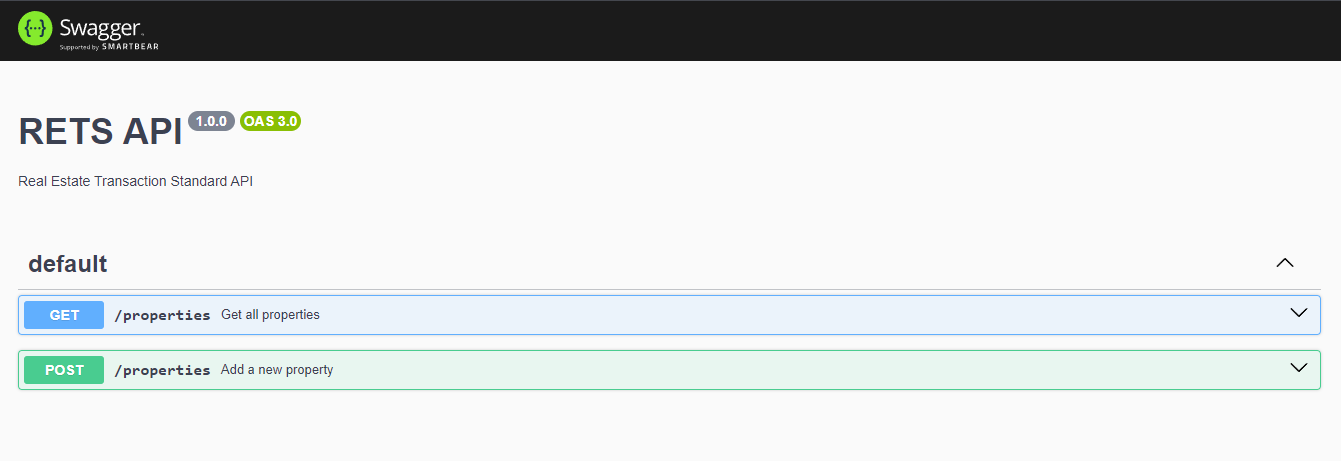 {···} Swagger™
Supported by SMARTBEAR
RETS API 1.0.0 OAS 3.0
Real Estate Transaction Standard API
default
GET /properties Get all properties
POST /properties Add a new property